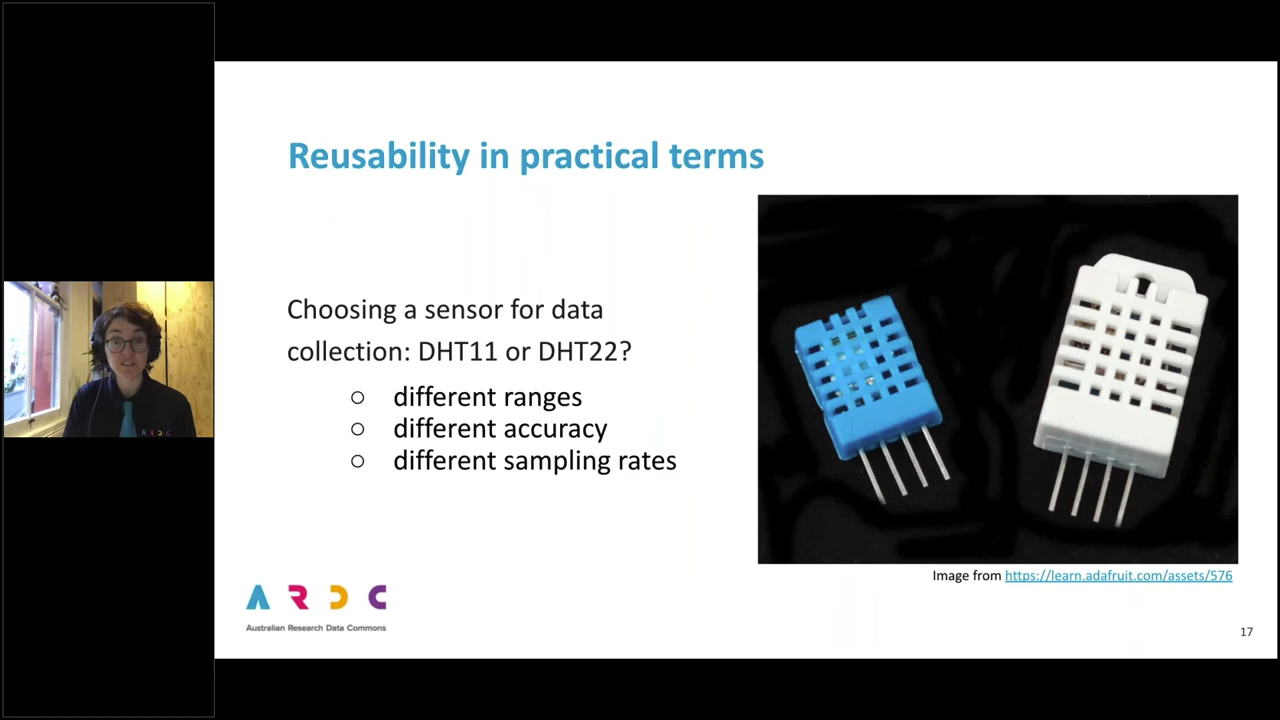 Reusability in practical terms
Choosing a sensor for data
collection: DHT11 or DHT22?
○ different ranges
○ different accuracy
○ different sampling rates
Image from https://learn.adafruit.com/assets/576
A R D C
Australian Research Data Commons
17
A R D C